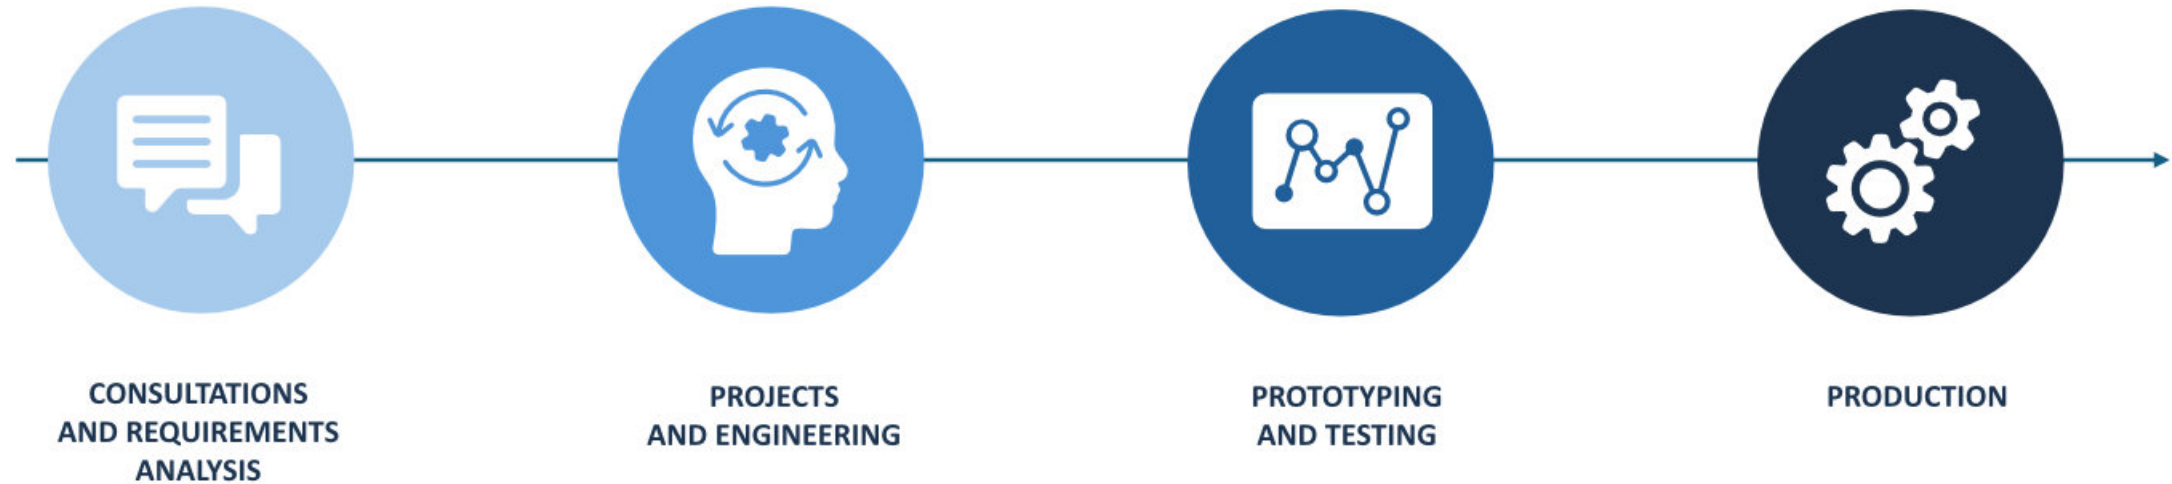 CONSULTATIONS
AND REQUIREMENTS
ANALYSIS
PROJECTS
AND ENGINEERING
PROTOTYPING
AND TESTING
PRODUCTION